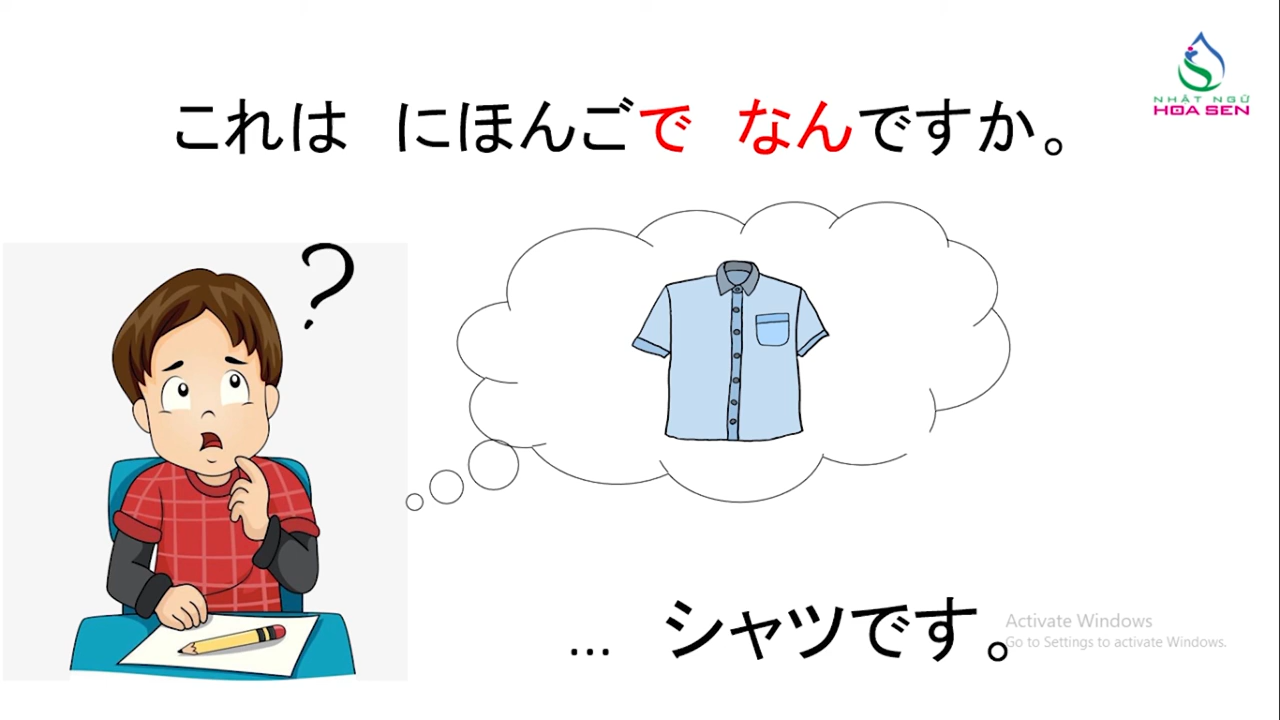 これは　にほんごで　なんですか。
NHẬT NGỮ
HOA SEN
?
...　シャツです。
Activate Windows
Go to Settings to activate Windows.